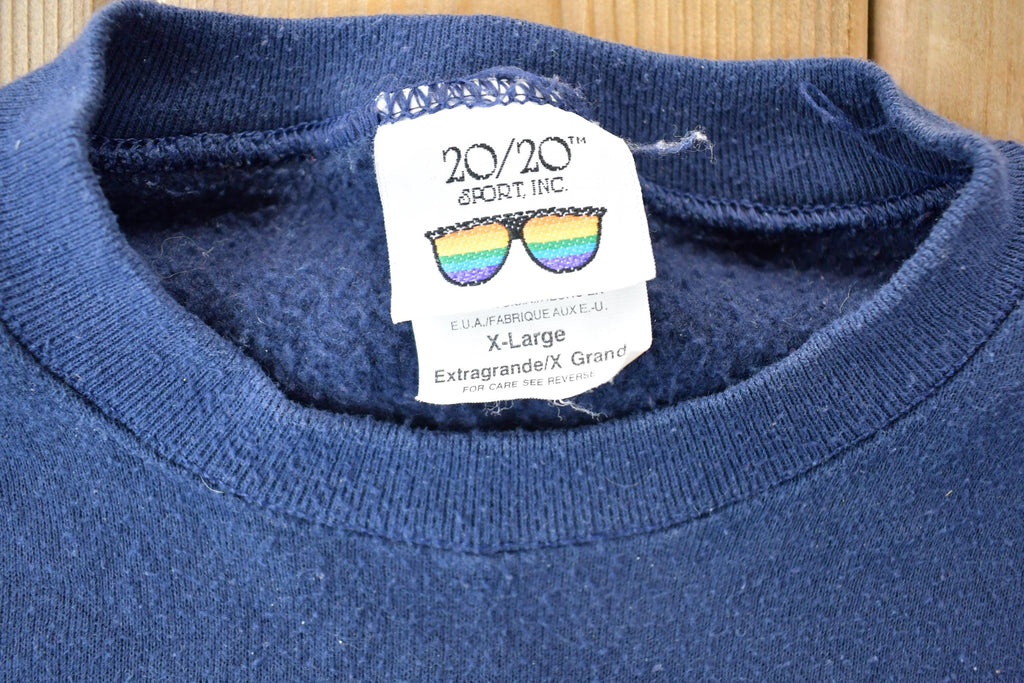 20/20™
SPORT, INC.
E.U.A./FABRIQUE AUX E.-U.
X-Large
Extragrande/X Grand
FOR CARE SEE REVERSE